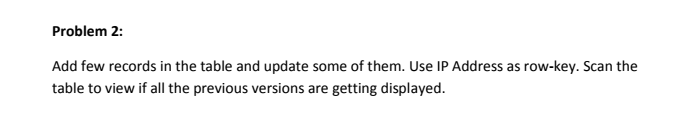 Problem 2:
Add few records in the table and update some of them. Use IP Address as row-key. Scan the
table to view if all the previous versions are getting displayed.